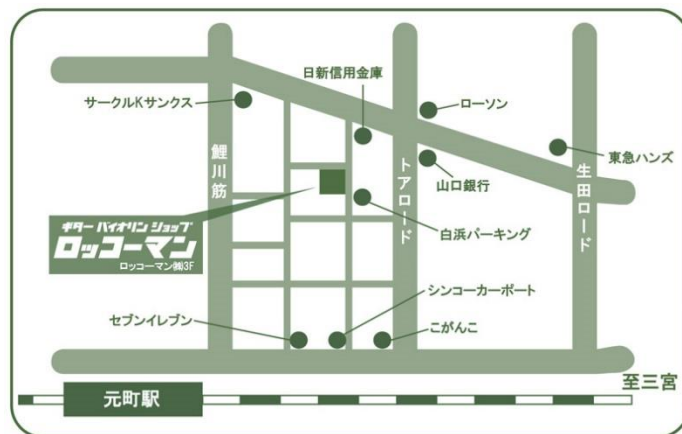 日新信用金庫
サークルKサンクス
ローソン
鯉川筋
トアロード
東急ハンズ
山口銀行
生田ロード
白浜パーキング
ギター バイオリン ショップ
ロッコーマン
ロッコーマン㈱3F
シンコーカーポート
セブンイレブン
こがんこ
至三宮
元町駅